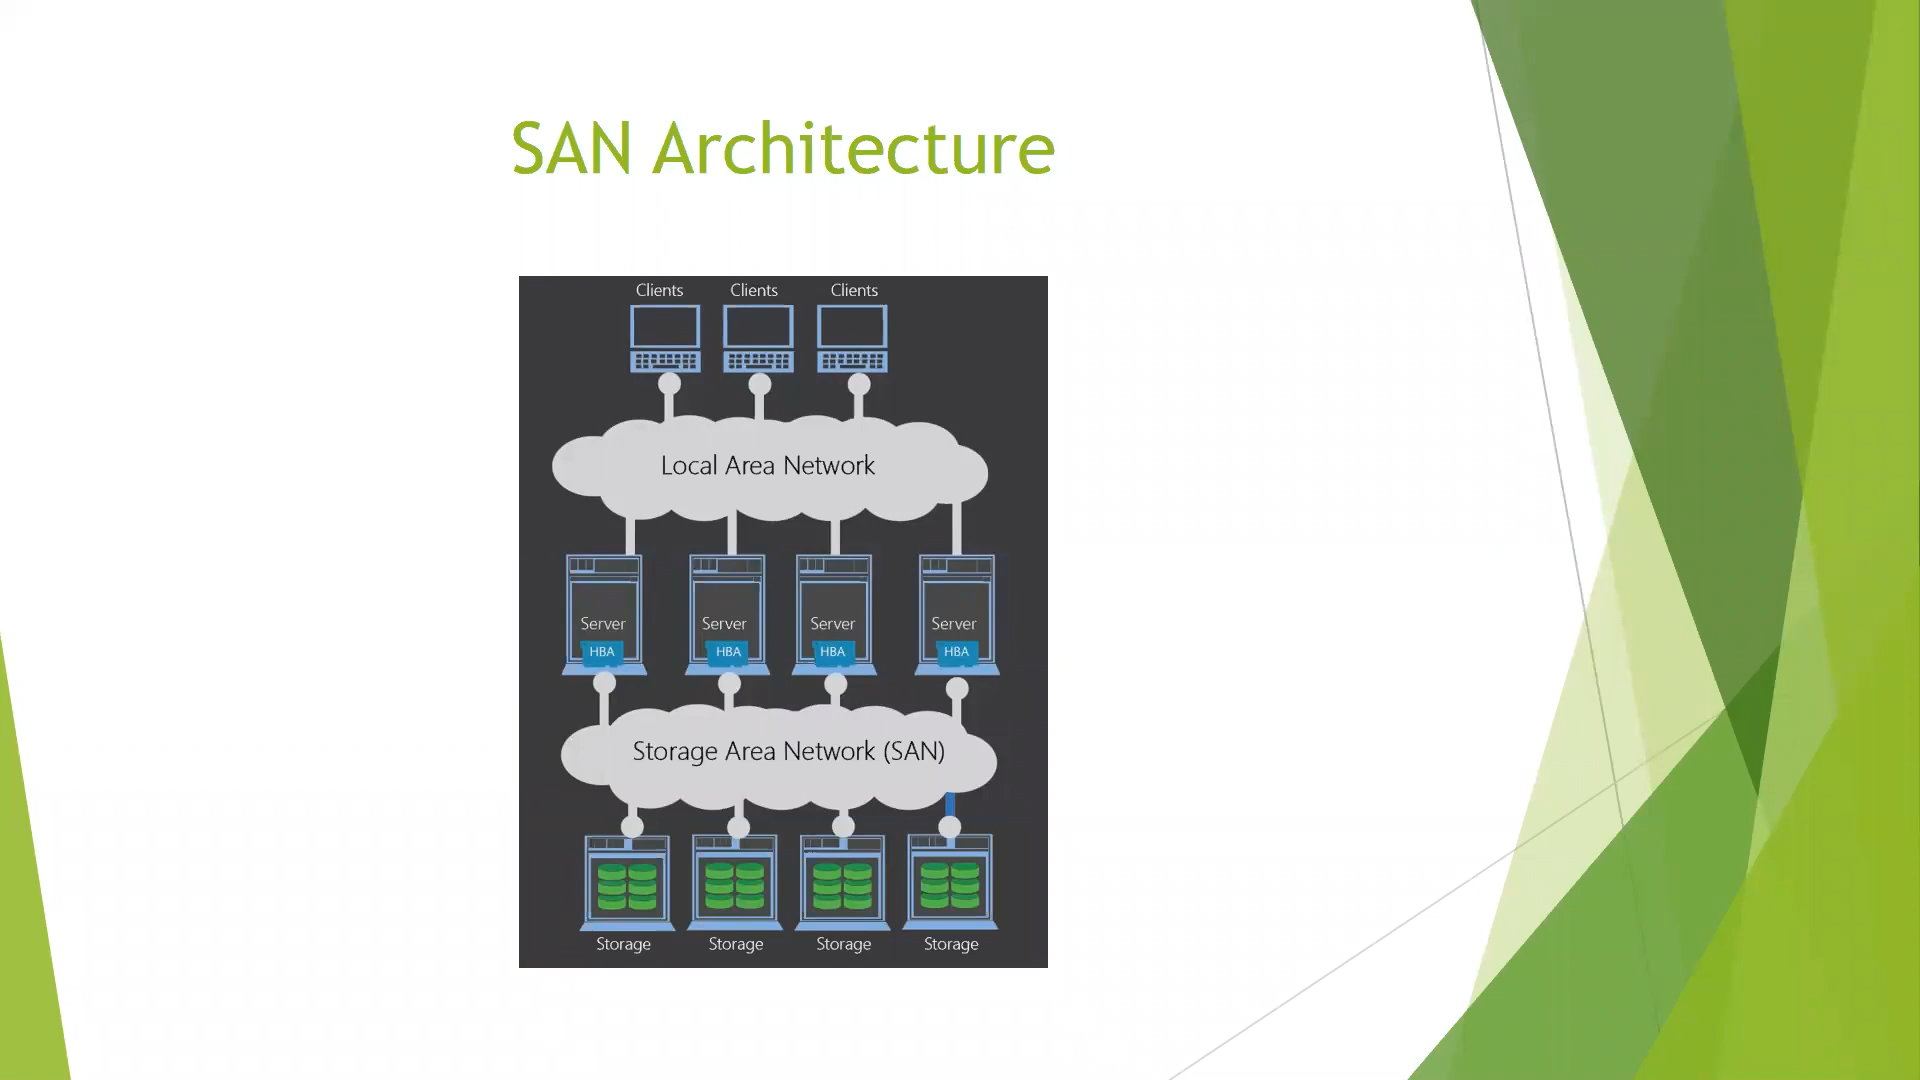 SAN Architecture
Clients Clients Clients
Local Area Network
Server Server Server Server
HBA HBA HBA HBA
Storage Area Network (SAN)
Storage Storage Storage Storage